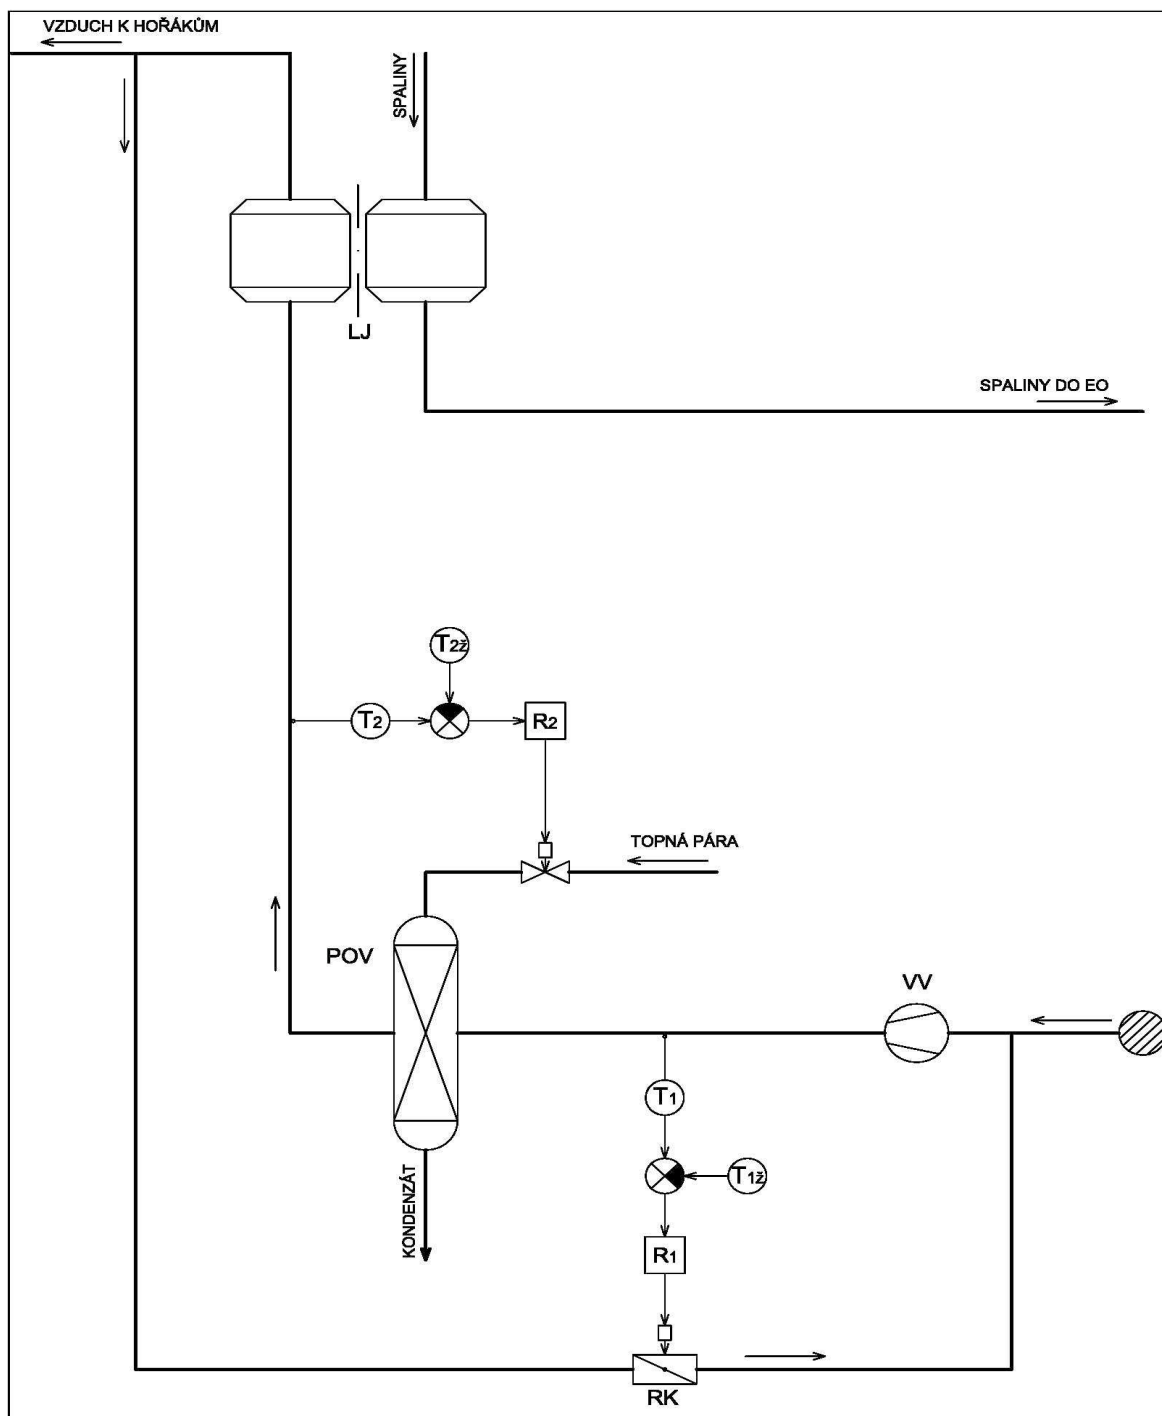 VZDUCH K HOŘÁKŮM
SPALINY
LJ
SPALINY DO EO
T2ž
T2
R2
TOPNÁ PÁRA
POV
VV
T1
T1ž
KONDENZÁT
R1
RK